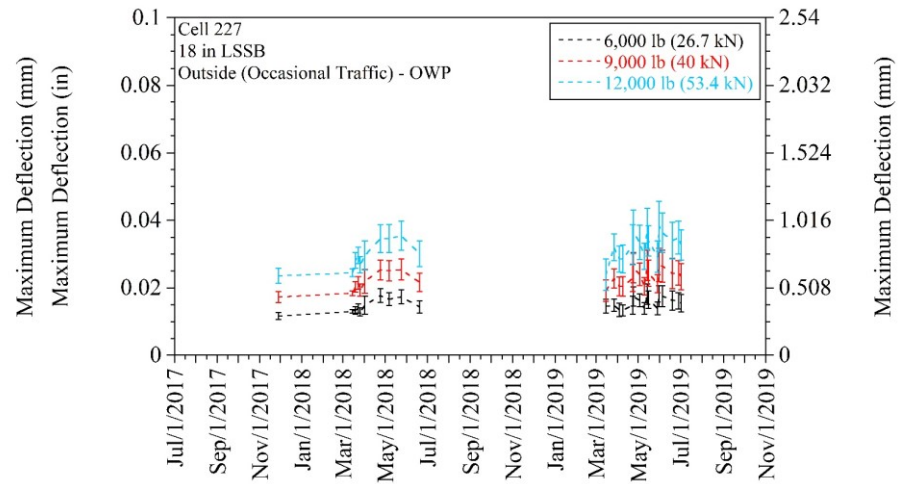 Cell 227
18 in LSSB
Outside (Occasional Traffic) - OWP
6,000 lb (26.7 kN)
9,000 lb (40 kN)
12,000 lb (53.4 kN)
Maximum Deflection (mm)
Maximum Deflection (in)
0.1
0.08
0.06
0.04
0.02
0
2.54
2.032
1.524
1.016
0.508
0
Maximum Deflection (mm)
Jul/1/2017
Sep/1/2017
Nov/1/2017
Jan/1/2018
Mar/1/2018
May/1/2018
Jul/1/2018
Sep/1/2018
Nov/1/2018
Jan/1/2019
Mar/1/2019
May/1/2019
Jul/1/2019
Sep/1/2019
Nov/1/2019